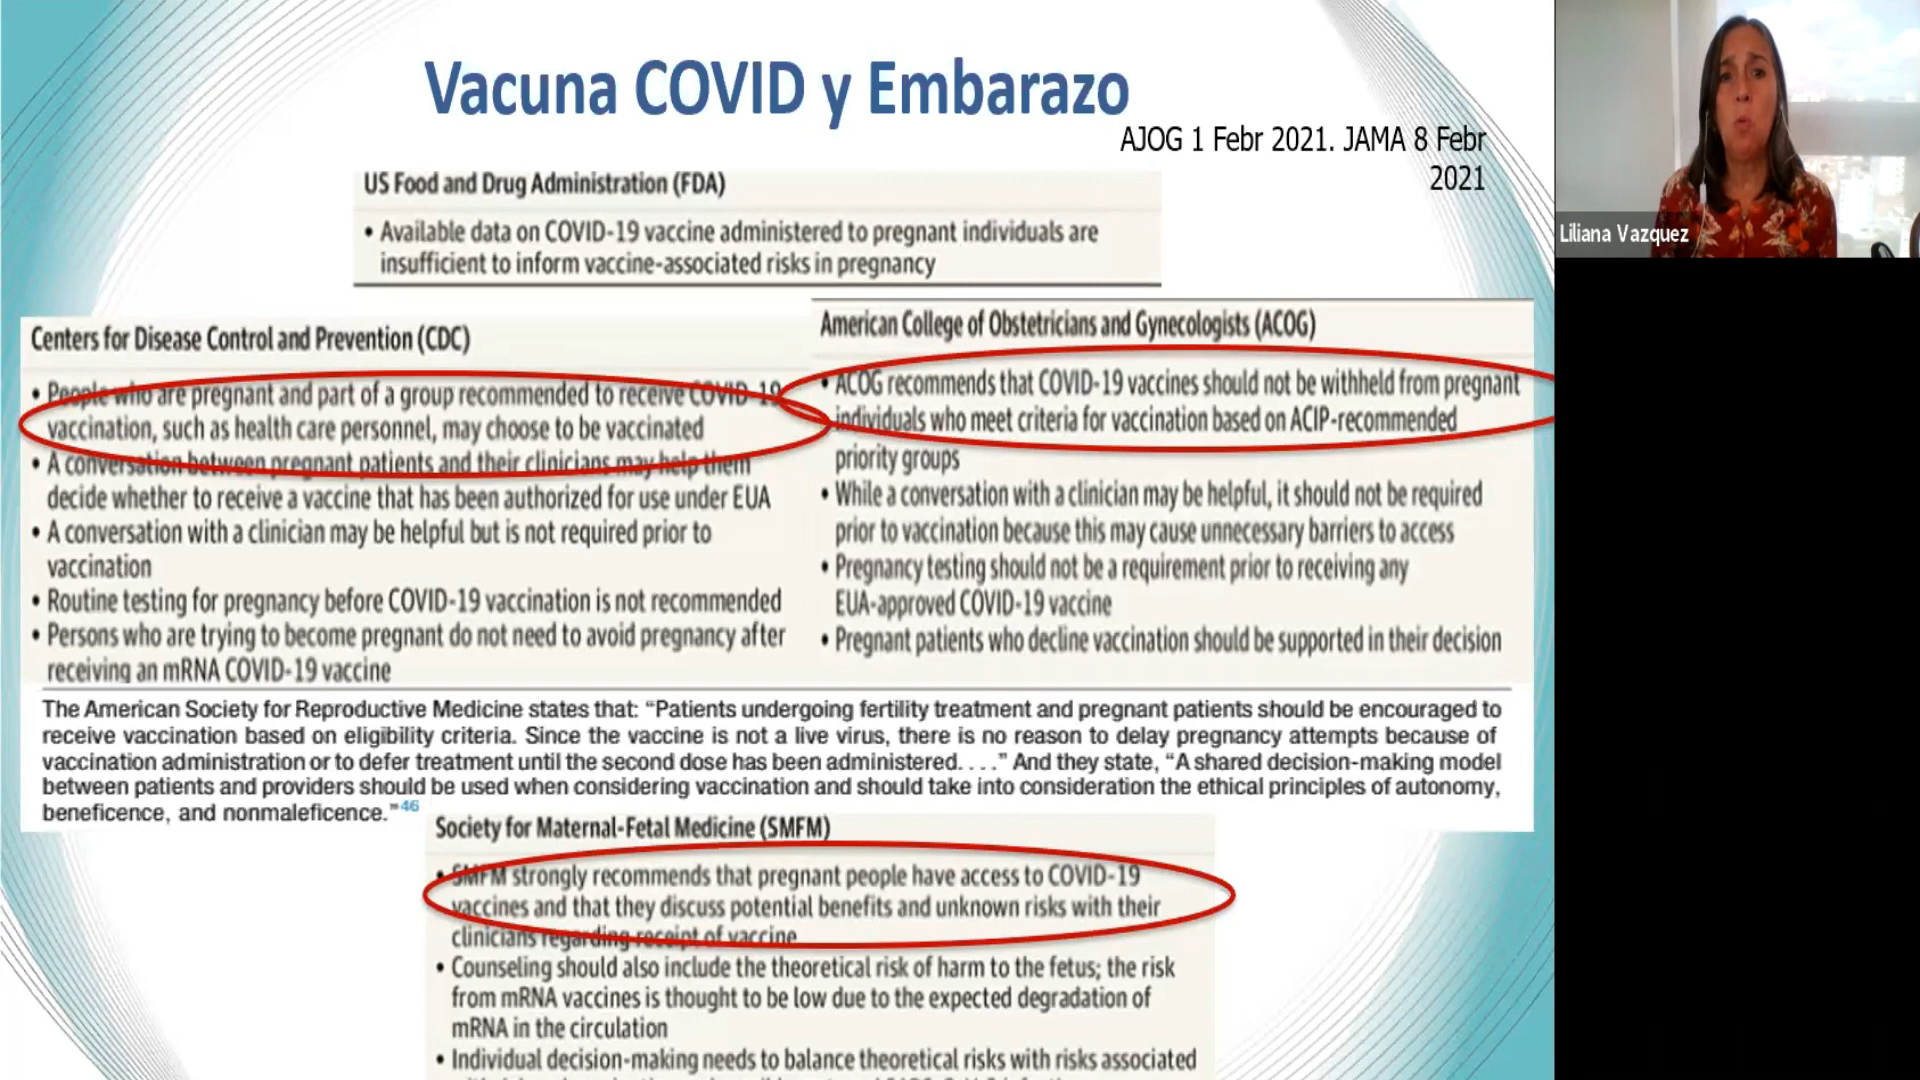 Vacuna COVID y Embarazo
AJOG 1 Febr 2021. JAMA 8 Febr
2021
Liliana Vazquez
US Food and Drug Administration (FDA)
• Available data on COVID-19 vaccine administered to pregnant individuals are
insufficient to inform vaccine-associated risks in pregnancy
Centers for Disease Control and Prevention (CDC)
• People who are pregnant and part of a group recommended to receive COVID-19
vaccination, such as health care personnel, may choose to be vaccinated
• A conversation between pregnant patients and their clinicians may help them
decide whether to receive a vaccine that has been authorized for use under EUA
• A conversation with a clinician may be helpful but is not required prior to
vaccination
• Routine testing for pregnancy before COVID-19 vaccination is not recommended
• Persons who are trying to become pregnant do not need to avoid pregnancy after
receiving an mRNA COVID-19 vaccine
American College of Obstetricians and Gynecologists (ACOG)
• ACOG recommends that COVID-19 vaccines should not be withheld from pregnant
individuals who meet criteria for vaccination based on ACIP-recommended
priority groups
• While a conversation with a clinician may be helpful, it should not be required
prior to vaccination because this may cause unnecessary barriers to access
• Pregnancy testing should not be a requirement prior to receiving any
EUA-approved COVID-19 vaccine
• Pregnant patients who decline vaccination should be supported in their decision
The American Society for Reproductive Medicine states that: “Patients undergoing fertility treatment and pregnant patients should be encouraged to
receive vaccination based on eligibility criteria. Since the vaccine is not a live virus, there is no reason to delay pregnancy attempts because of
vaccination administration or to defer treatment until the second dose has been administered. . . .” And they state, “A shared decision-making model
between patients and providers should be used when considering vaccination and should take into consideration the ethical principles of autonomy,
beneficence, and nonmaleficence.”46
Society for Maternal-Fetal Medicine (SMFM)
• SMFM strongly recommends that pregnant people have access to COVID-19
vaccines and that they discuss potential benefits and unknown risks with their
clinicians regarding receipt of vaccine
• Counseling should also include the theoretical risk of harm to the fetus; the risk
from mRNA vaccines is thought to be low due to the expected degradation of
mRNA in the circulation
• Individual decision-making needs to balance theoretical risks with risks associated